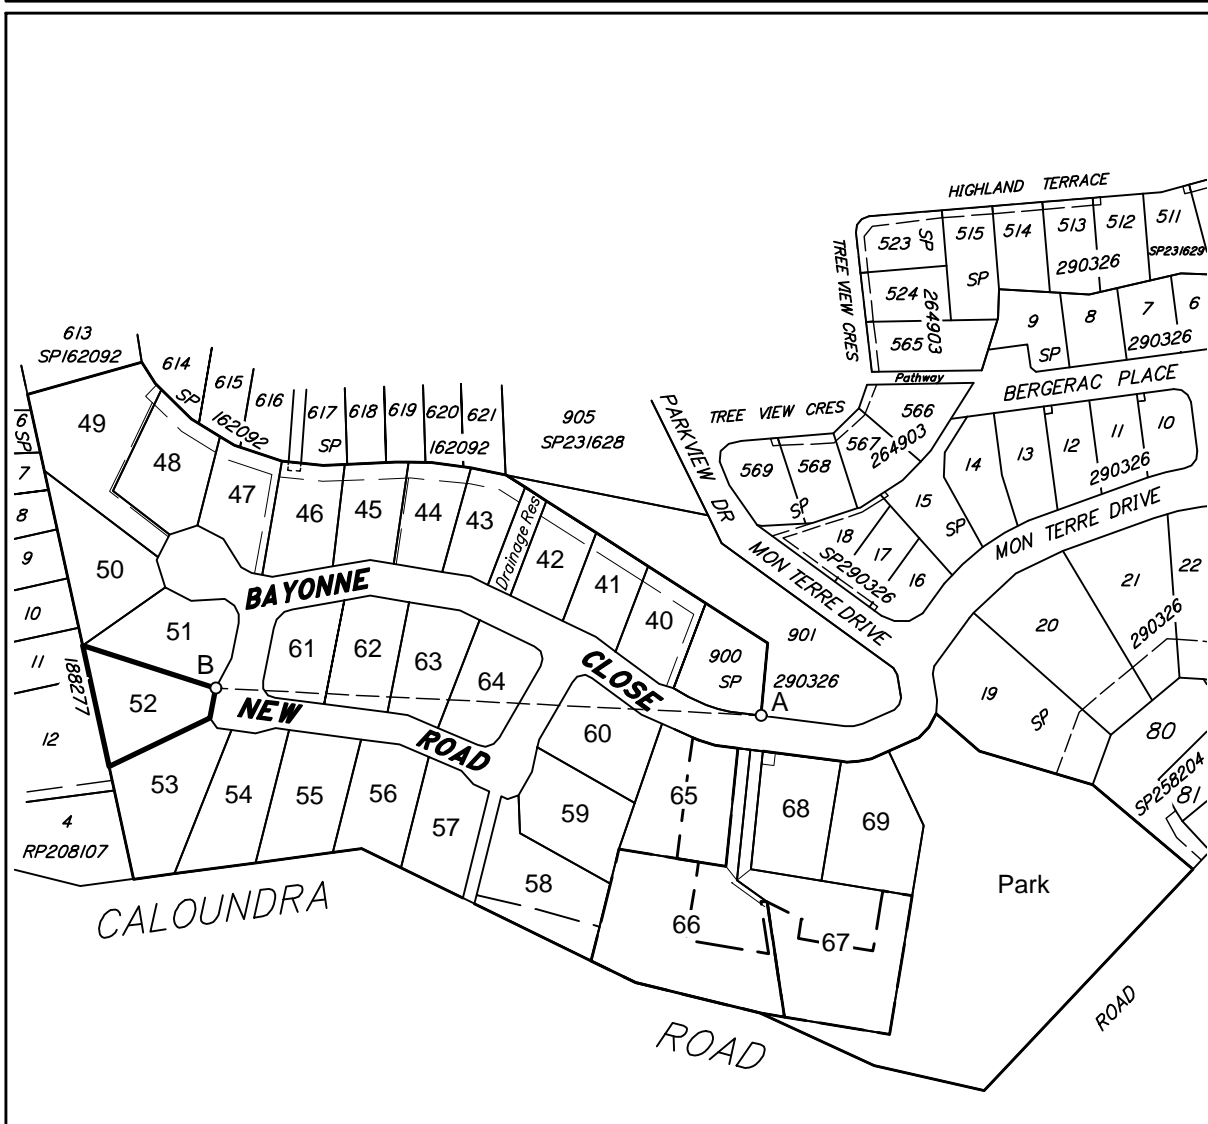 HIGHLAND TERRACE
TREE VIEW CRES
523
SP
515
514
513
512
511
SP
290326
SP231629
524
264903
565
9
8
7
6
SP
290326
Pathway
BERGERAC PLACE
613
SP162092
614
SP
615
616
162092
617
618
619
620
621
SP
162092
905
SP231628
PARKVIEW DR
TREE VIEW CRES
566
567
264903
569
568
SP
14
13
12
11
10
290326
15
SP
18
17
16
SP290326
MON TERRE DRIVE
MON TERRE DRIVE
6
SP
7
8
9
10
11
12
188277
4
RP208107
49
48
47
46
45
44
43
Drainage Res
42
41
40
900
SP
901
290326
50
51
B
52
53
BAYONNE
CLOSE
NEW
ROAD
61
62
63
64
A
60
59
54
55
56
57
58
65
66
67
68
69
Park
19
20
21
22
SP
290326
80
SP258204
81
CALOUNDRA
ROAD
ROAD